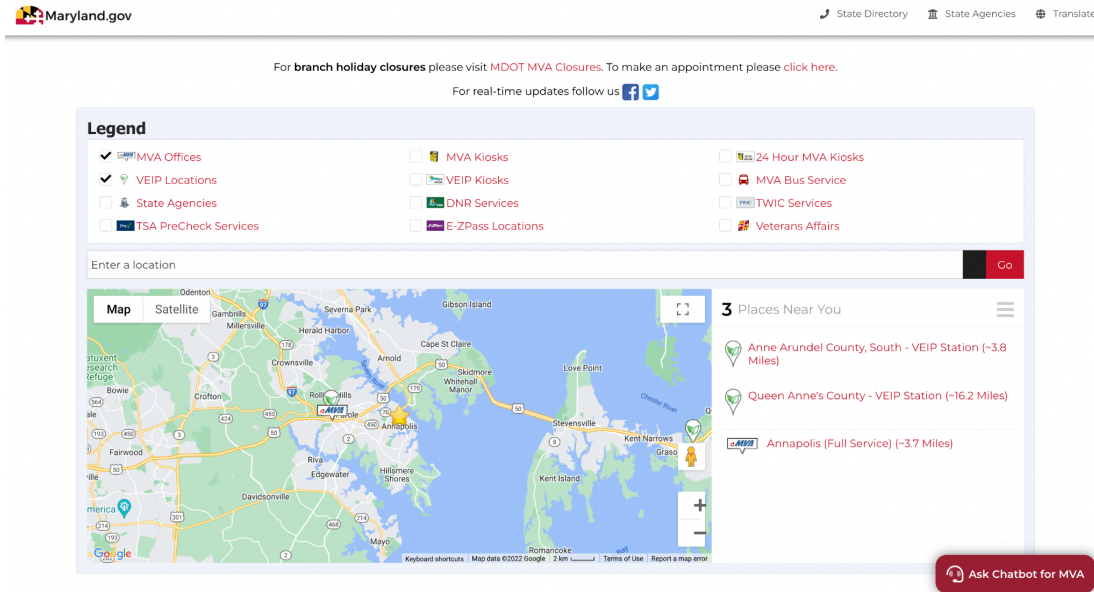 Maryland.gov
State Directory
State Agencies
Translate
For branch holiday closures please visit MDOT MVA Closures. To make an appointment please click here.
For real-time updates follow us
Legend
MVA Offices
MVA Kiosks
24 Hour MVA Kiosks
VEIP Locations
VEIP Kiosks
MVA Bus Service
State Agencies
DNR Services
TWIC Services
TSA PreCheck Services
E-ZPass Locations
Veterans Affairs
Enter a location
Go
Map
Satellite
Odenton
Gambrills
Millersville
Severna Park
Gibson Island
Herald Harbor
Cape St Claire
Arnold
Crownsville
Skidmore
Whitehall
Manor
Love Point
Bowie
Crofton
Annapolis
Stevensville
Chester River
Kent Narrows
Fairwood
Riva
Edgewater
Hillsmere
Shores
Kent Island
Davidsonville
Mayo
Romancoke
Google
Keyboard shortcuts
Map data ©2022 Google
2 km
Terms of Use
Report a map error
3 Places Near You
Anne Arundel County, South - VEIP Station (~3.8
Miles)
Queen Anne's County - VEIP Station (~16.2 Miles)
MVA
Annapolis (Full Service) (~3.7 Miles)
Ask Chatbot for MVA